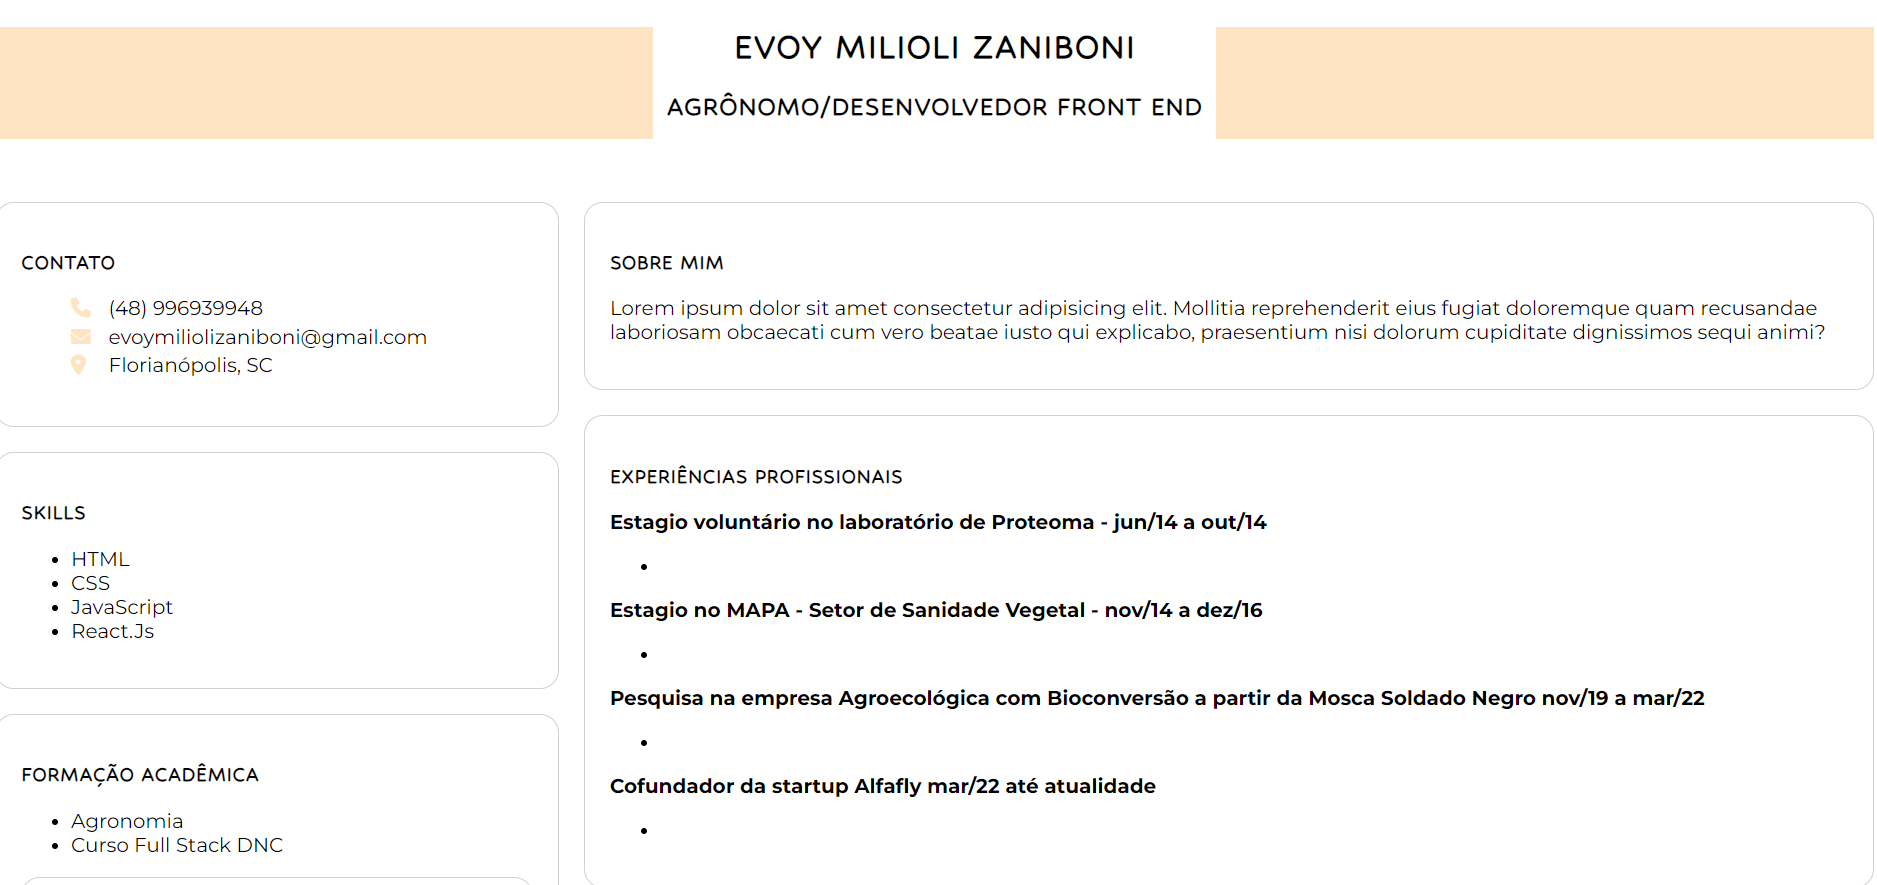 EVOY MILIOLI ZANIBONI
AGRÔNOMO/DESENVOLVEDOR FRONT END
CONTATO
(48) 996939948
evoymiliolizaniboni@gmail.com
Florianópolis, SC
SKILLS
HTML
CSS
JavaScript
React.Js
FORMAÇÃO ACADÊMICA
Agronomia
Curso Full Stack DNC
SOBRE MIM
Lorem ipsum dolor sit amet consectetur adipisicing elit. Mollitia reprehenderit eius fugiat doloremque quam recusandae
laboriosam obcaecati cum vero beatae iusto qui explicabo, praesentium nisi dolorum cupiditate dignissimos sequi animi?
EXPERIÊNCIAS PROFISSIONAIS
Estagio voluntário no laboratório de Proteoma - jun/14 a out/14
Estagio no MAPA - Setor de Sanidade Vegetal - nov/14 a dez/16
Pesquisa na empresa Agroecológica com Bioconversão a partir da Mosca Soldado Negro nov/19 a mar/22
Cofundador da startup Alfafly mar/22 até atualidade